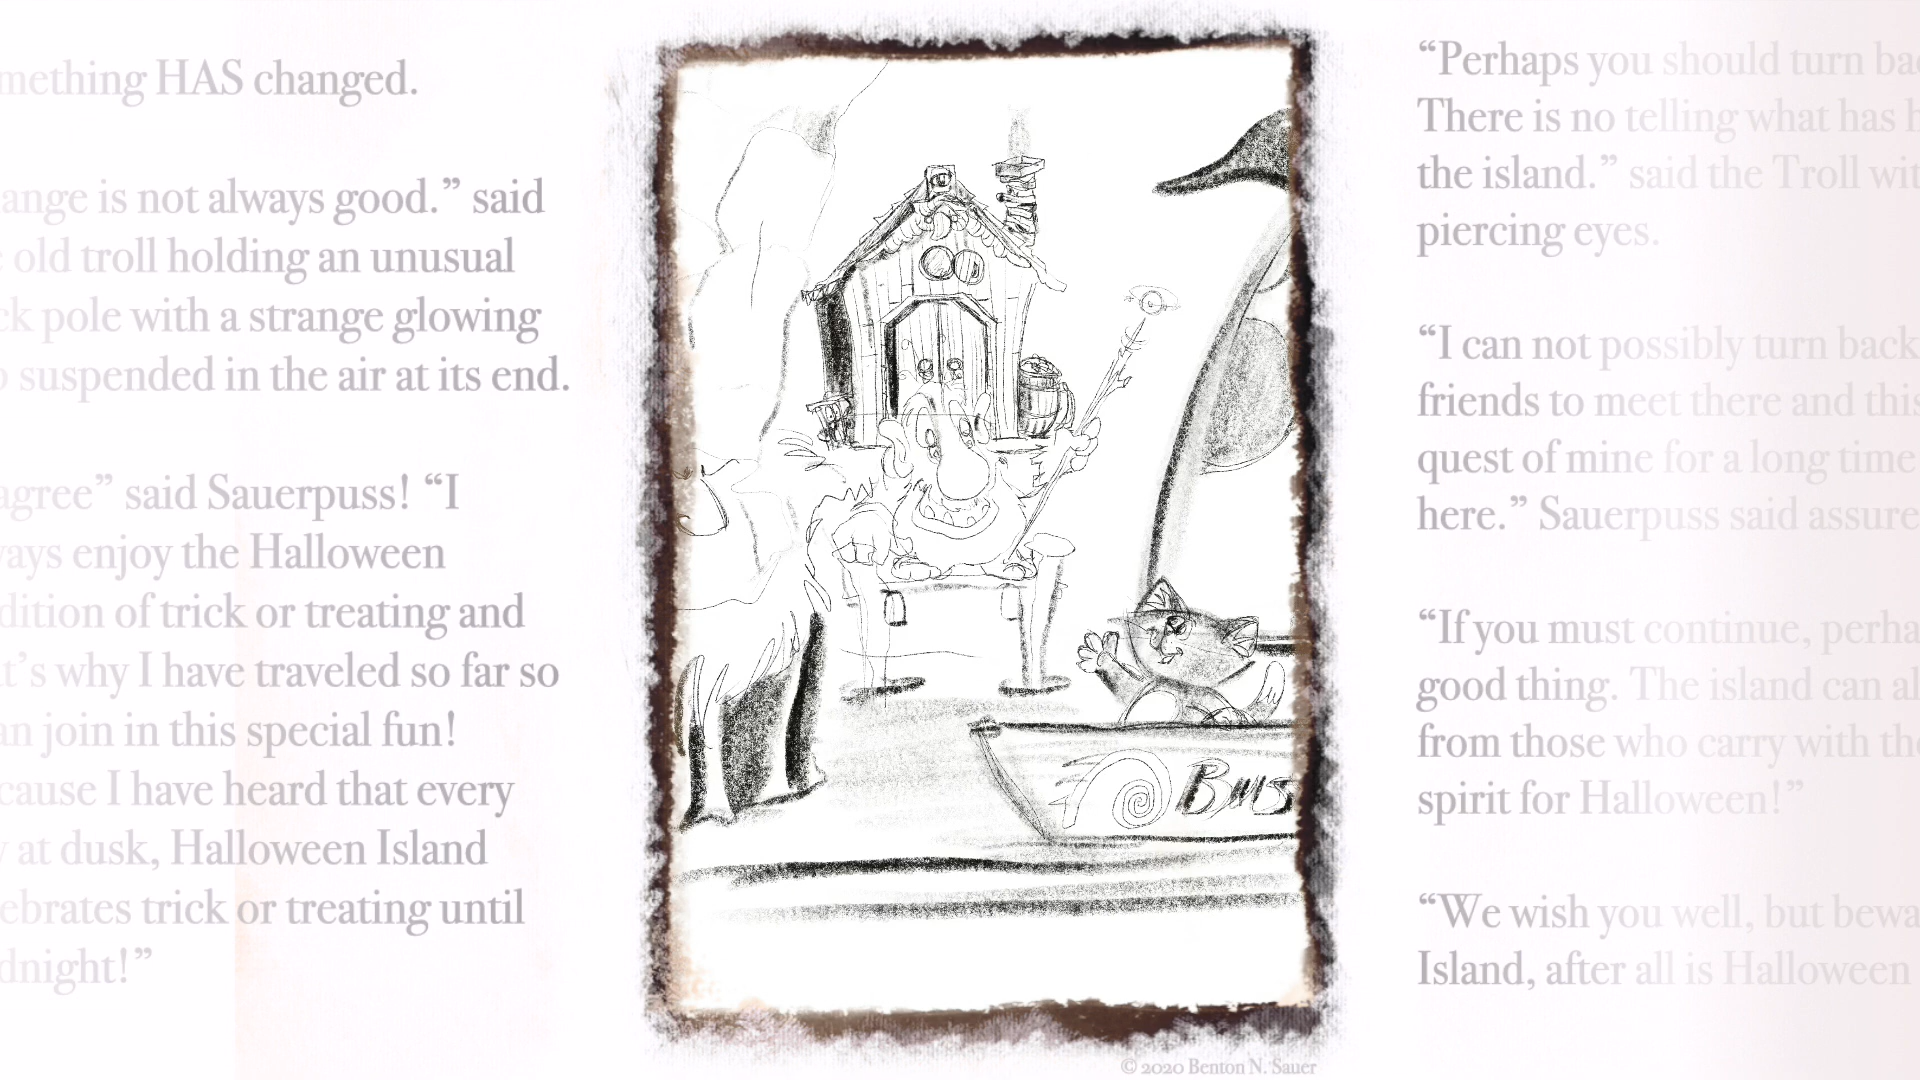 mething HAS changed.
ange is not always good.” said
old troll holding an unusual
ck pole with a strange glowing
suspended in the air at its end.
agree” said Sauerpuss! “I
ays enjoy the Halloween
dition of trick or treating and
t’s why I have traveled so far so
an join in this special fun!
cause I have heard that every
at dusk, Halloween Island
ebrates trick or treating until
dnight!”
Bus
“Perhaps you should turn bac
There is no telling what has h
the island.” said the Troll wit
piercing eyes.
“I can not possibly turn back
friends to meet there and this
quest of mine for a long time
here.” Sauerpuss said assure
“If you must continue, perha
good thing. The island can al
from those who carry with the
spirit for Halloween!”
“We wish you well, but bewa
Island, after all is Halloween
© 2020 Benton N. Sauer